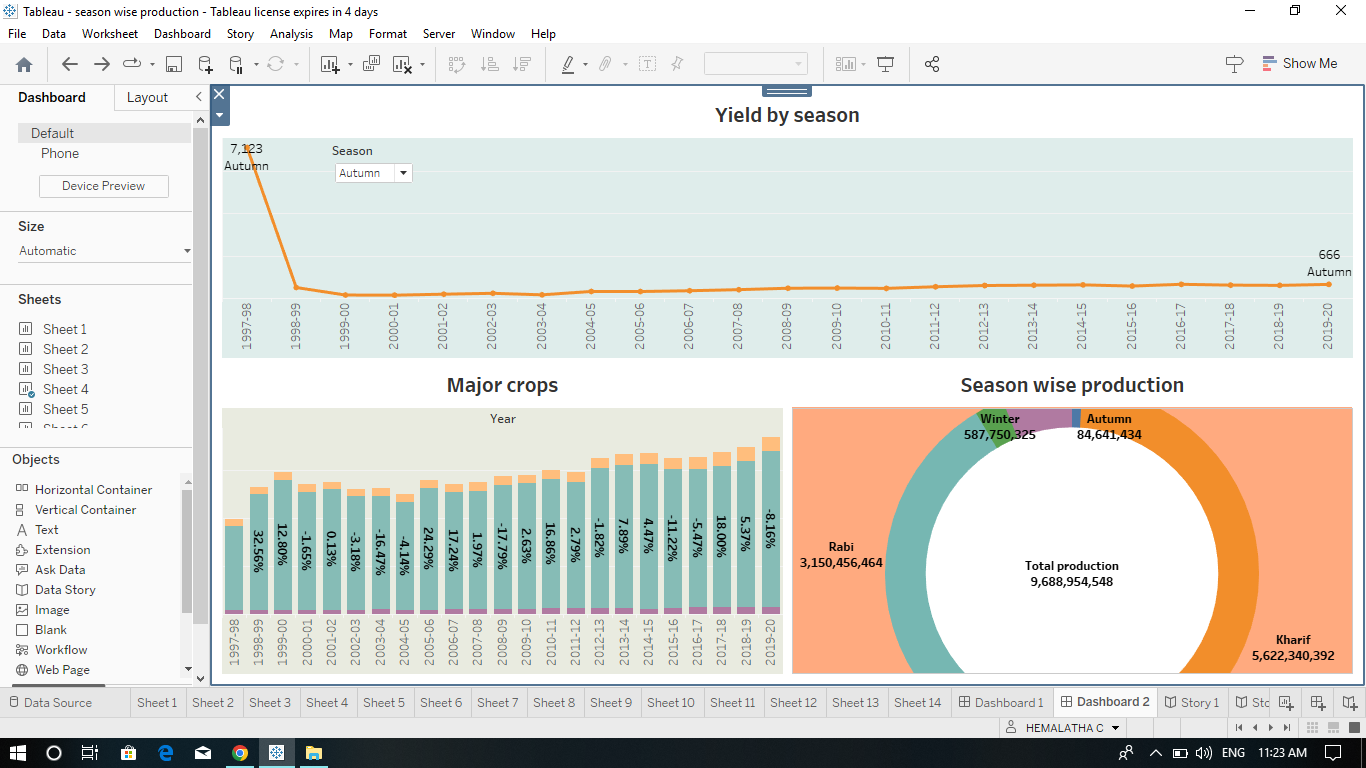 Tableau - season wise production - Tableau license expires in 4 days
File Data Worksheet Dashboard Story Analysis Map Format Server Window Help
Show Me
Dashboard Layout
Default
Phone
Device Preview
Size
Automatic
Sheets
Sheet 1
Sheet 2
Sheet 3
Sheet 4
Sheet 5
Objects
Horizontal Container
Vertical Container
Text
Extension
Ask Data
Data Story
Image
Blank
Workflow
Web Page
Yield by season
7,123
Autumn
Season
Autumn
666
Autumn
1997-98 1998-99 1999-00 2000-01 2001-02 2002-03 2003-04 2004-05 2005-06 2006-07 2007-08 2008-09 2009-10 2010-11 2011-12 2012-13 2013-14 2014-15 2015-16 2016-17 2017-18 2018-19 2019-20
Major crops
Year
32.56% 12.80% -1.65% 0.13% -3.18% -16.47% -4.14% 24.29% 17.24% 1.97% -17.79% 2.63% 16.86% 2.79% -1.82% 7.89% 4.47% -11.22% -5.47% 18.00% 5.37% -8.16%
1997-98 1998-99 1999-00 2000-01 2001-02 2002-03 2003-04 2004-05 2005-06 2006-07 2007-08 2008-09 2009-10 2010-11 2011-12 2012-13 2013-14 2014-15 2015-16 2016-17 2017-18 2018-19 2019-20
Season wise production
Winter
587,750,325
Autumn
84,641,434
Rabi
3,150,456,464
Total production
9,688,954,548
Kharif
5,622,340,392
Data Source Sheet 1 Sheet 2 Sheet 3 Sheet 4 Sheet 5 Sheet 6 Sheet 7 Sheet 8 Sheet 9 Sheet 10 Sheet 11 Sheet 12 Sheet 13 Sheet 14 Dashboard 1 Dashboard 2 Story 1
HEMALATHA C
ENG 11:23 AM